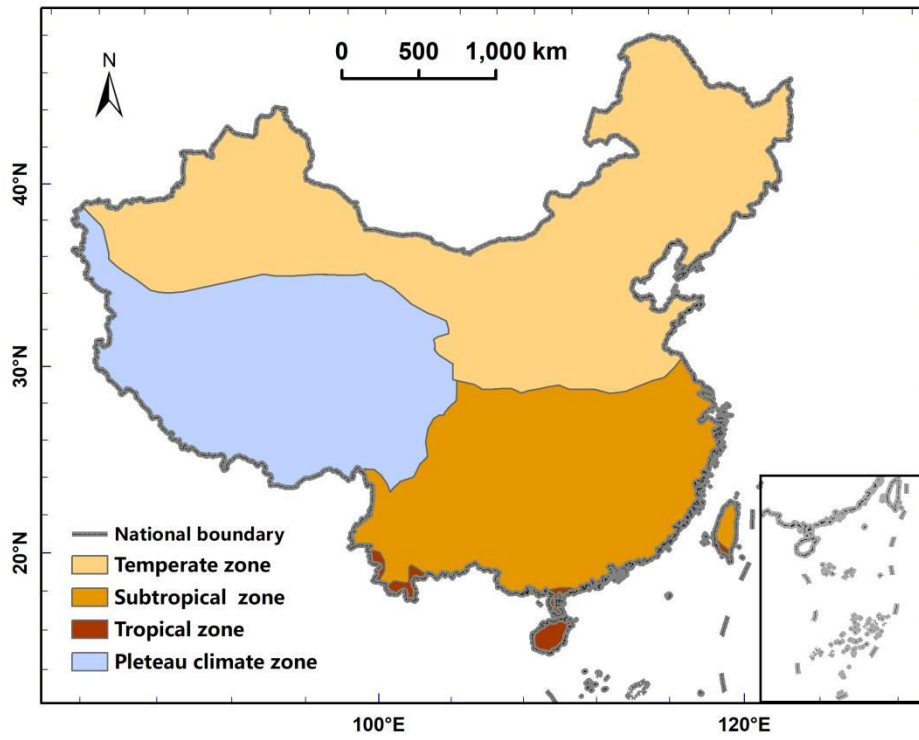 N
0 500 1,000 km
40°N
30°N
20°N
National boundary
Temperate zone
Subtropical zone
Tropical zone
Pleteau climate zone
100°E 120°E